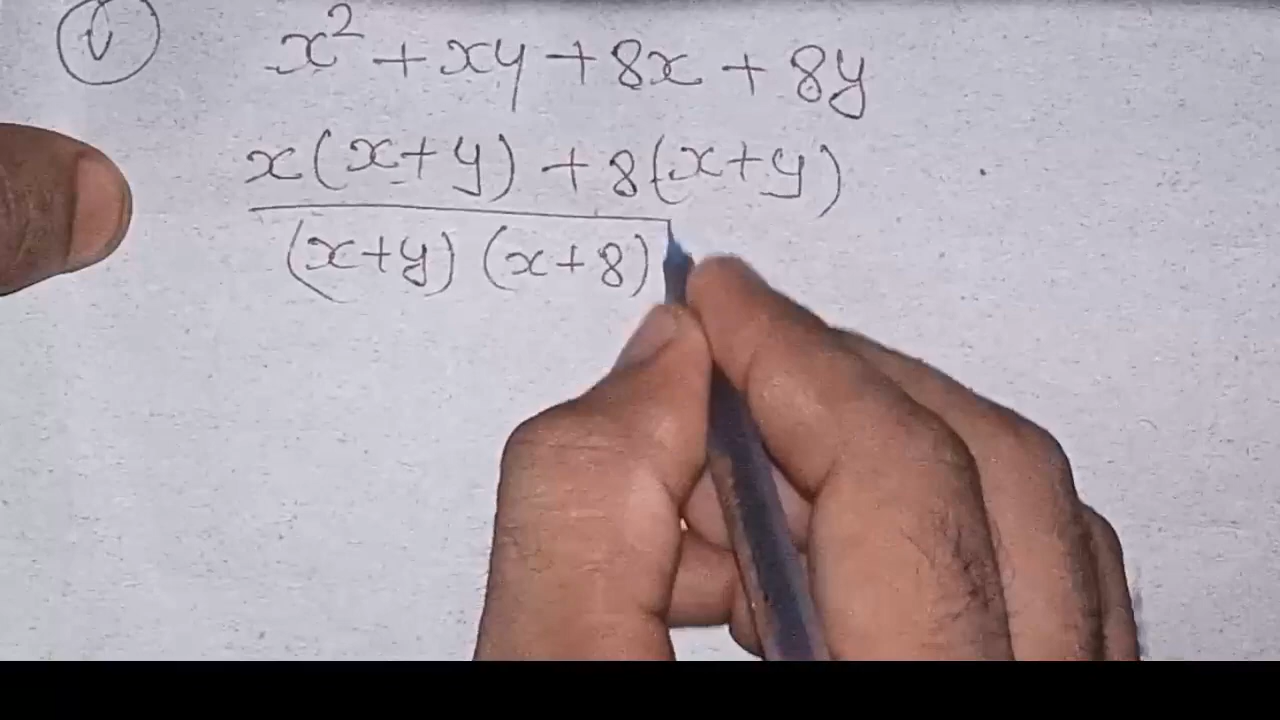 (i) x² + xy + 8x + 8y
x(x+y) + 8(x+y)
(x+y) (x+8)